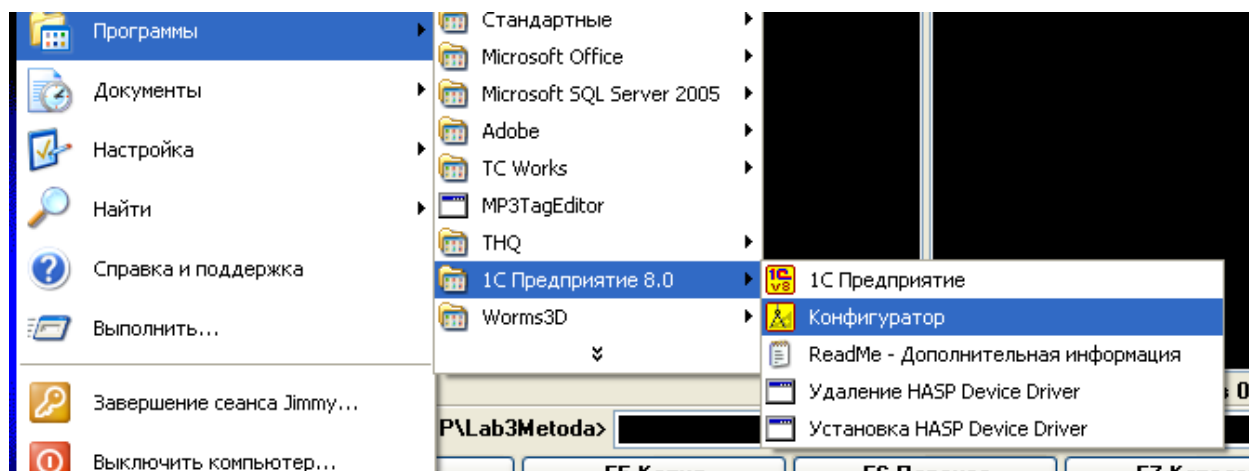 Программы
Документы
Настройка
Найти
Справка и поддержка
Выполнить...
Завершение сеанса Jimmy...
Выключить компьютер...
Стандартные
Microsoft Office
Microsoft SQL Server 2005
Adobe
TC Works
MP3TagEditor
THQ
1С Предприятие 8.0
Worms3D
1С Предприятие
Конфигуратор
ReadMe - Дополнительная информация
Удаление HASP Device Driver
Установка HASP Device Driver
P\Lab3Metoda>